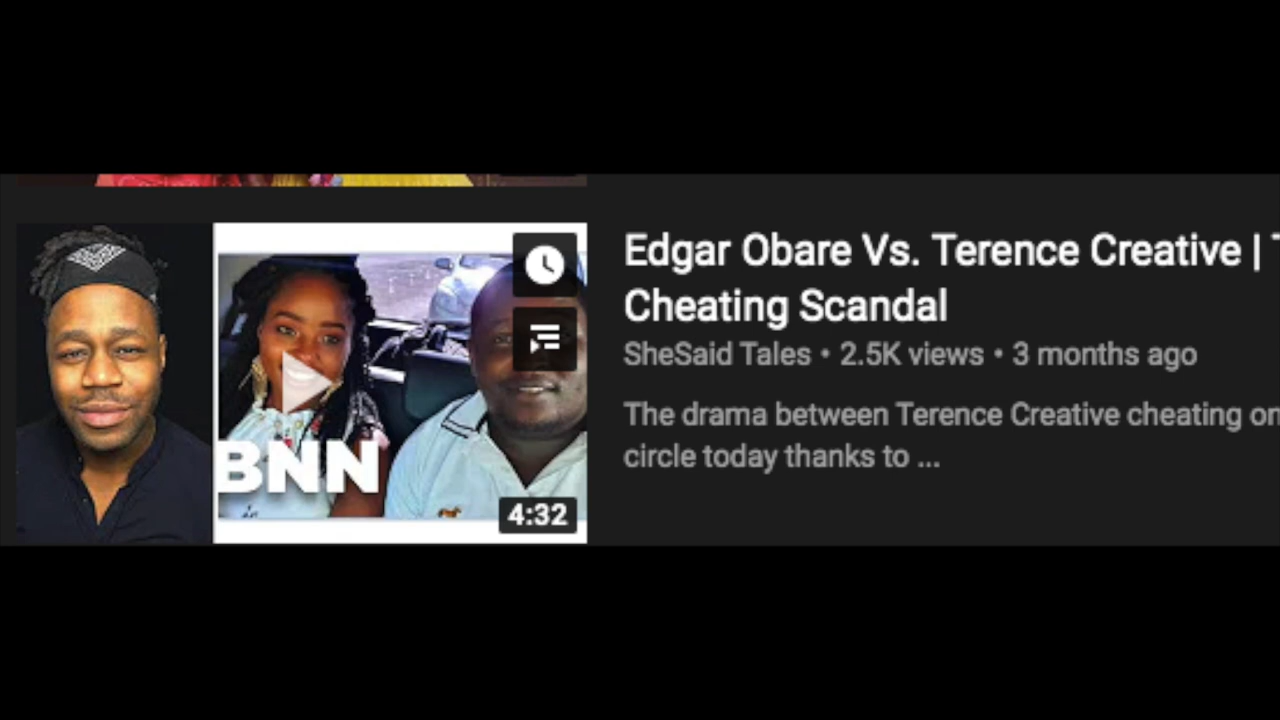 BNN
4:32
Edgar Obare Vs. Terence Creative |
Cheating Scandal
SheSaid Tales • 2.5K views • 3 months ago
The drama between Terence Creative cheating on
circle today thanks to ...